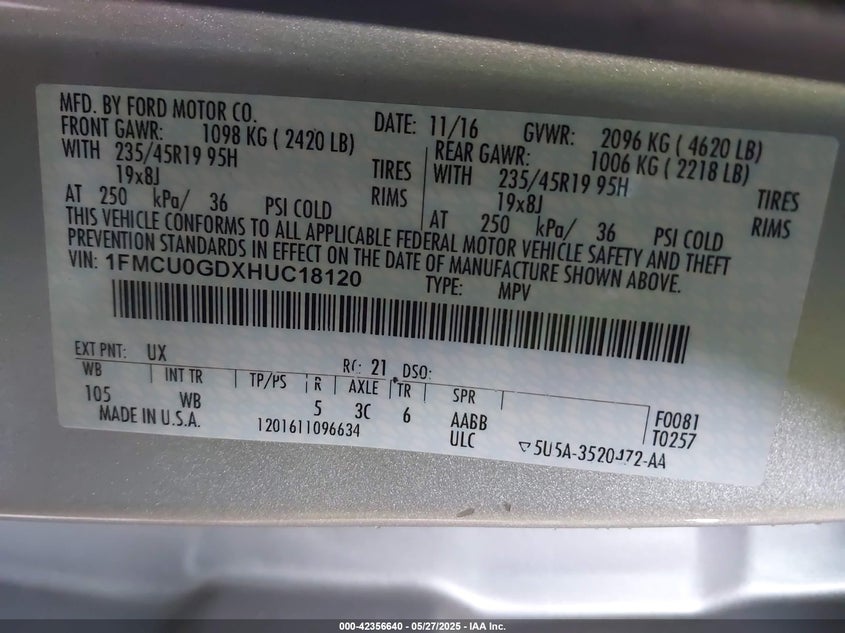 MFD. BY FORD MOTOR CO. DATE: 11/16 GVWR: 2096 KG ( 4620 LB)
FRONT GAWR: 1098 KG ( 2420 LB) REAR GAWR: 1006 KG ( 2218 LB)
WITH 235/45R19 95H TIRES WITH 235/45R19 95H TIRES
19x8J RIMS 19x8J RIMS
AT 250 kPa/ 36 PSI COLD AT 250 kPa/ 36 PSI COLD
THIS VEHICLE CONFORMS TO ALL APPLICABLE FEDERAL MOTOR VEHICLE SAFETY AND THEFT
PREVENTION STANDARDS IN EFFECT ON THE DATE OF MANUFACTURE SHOWN ABOVE.
VIN: 1FMCU0GDXHUC18120 TYPE: MPV
EXT PNT: UX RC: 21 DSO:
WB INT TR TP/PS R AXLE TR SPR
105 WB 5 3C 6 AABB F0081
MADE IN U.S.A. 1201611096634 ULC T0257
5U5A-3520472-AA
000-42356640 - 05/27/2025 - IAA Inc.